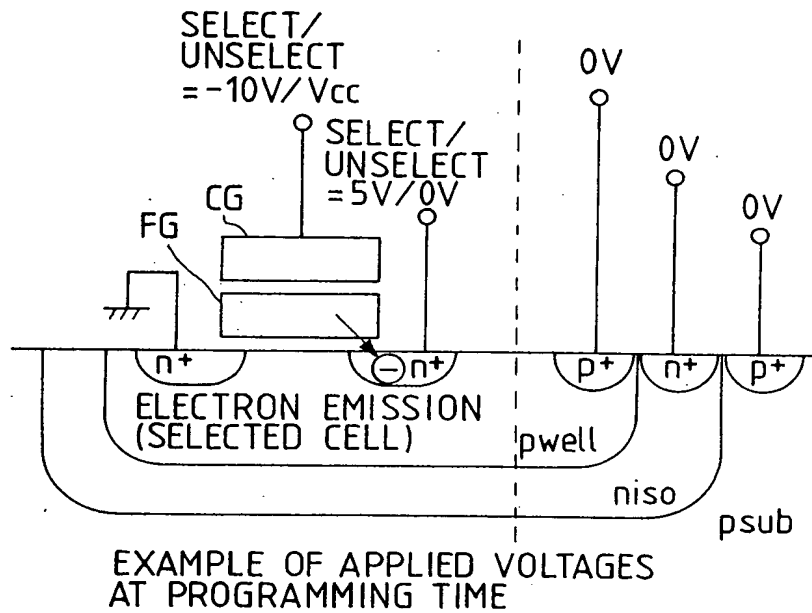 SELECT/
UNSELECT
=-10V/Vcc
SELECT/
UNSELECT
=5V/0V
0V
0V
0V
CG
FG
n+
n+
p+
n+
p+
ELECTRON EMISSION
(SELECTED CELL)
pwell
niso
psub
EXAMPLE OF APPLIED VOLTAGES
AT PROGRAMMING TIME